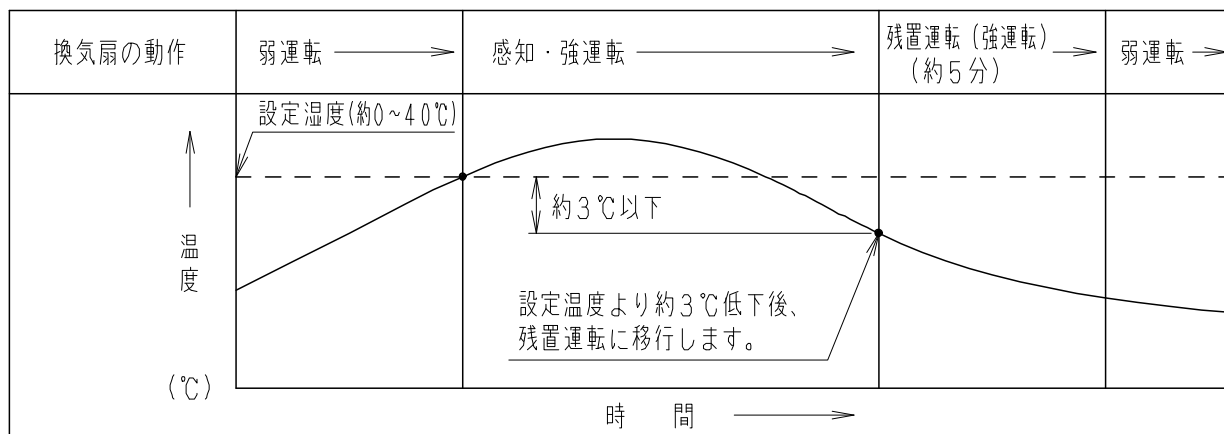 換気扇の動作
弱運転
感知・強運転
残置運転(強運転)
(約5分)
弱運転
設定湿度(約0~40℃)
約3℃以下
温度
設定温度より約3℃低下後、
残置運転に移行します。
(℃)
時　間